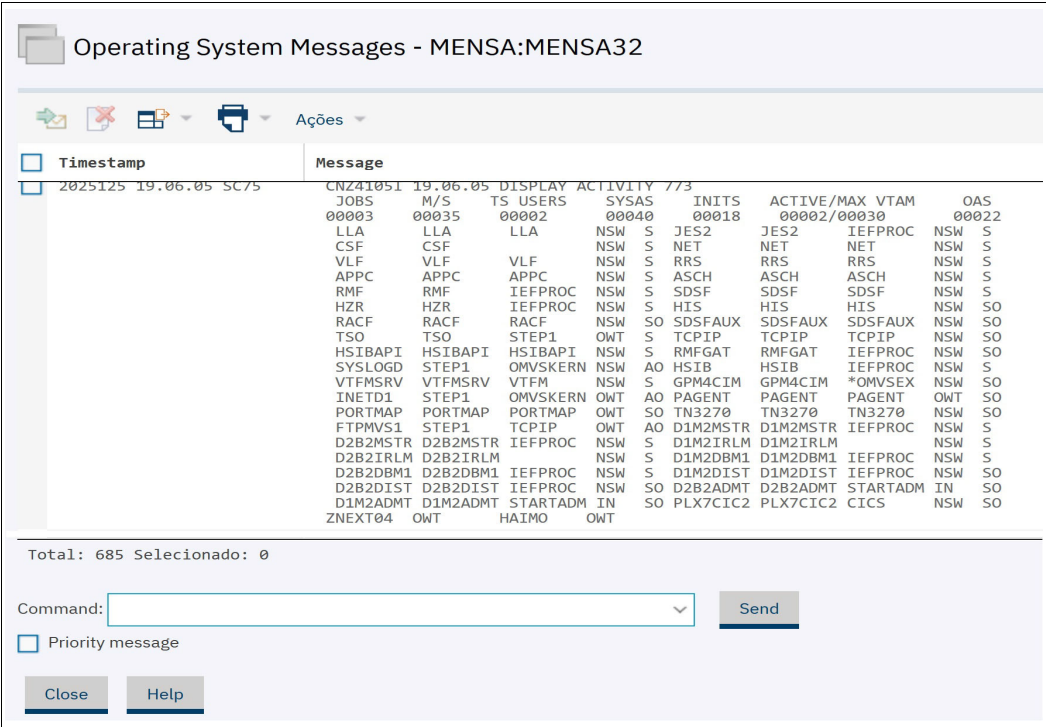 Operating System Messages - MENSA:MENSA32
Ações
Timestamp Message
2025125 19.06.05 SC75 CNZ4105I 19.06.05 DISPLAY ACTIVITY 773
JOBS M/S TS USERS SYSAS INITS ACTIVE/MAX VTAM OAS
00003 00035 00002 00040 00018 00002/00030 00022
LLA LLA LLA NSW S JES2 JES2 IEFPROC NSW S
CSF CSF NSW S NET NET NET NSW S
VLF VLF VLF NSW S RRS RRS RRS NSW S
APPC APPC APPC NSW S ASCH ASCH ASCH NSW S
RMF RMF IEFPROC NSW S SDSF SDSF SDSF NSW S
HZR HZR IEFPROC NSW S HIS HIS HIS NSW SO
RACF RACF RACF NSW SO SDSFAUX SDSFAUX SDSFAUX NSW SO
TSO TSO STEP1 OWT S TCPIP TCPIP TCPIP NSW SO
HSIBAPI HSIBAPI HSIBAPI NSW S RMFGAT RMFGAT IEFPROC NSW SO
SYSLOGD STEP1 OMVSKERN NSW AO HSIB HSIB IEFPROC NSW S
VTFMSRV VTFMSRV VTFM NSW S GPM4CIM GPM4CIM *OMVSEX NSW SO
INETD1 STEP1 OMVSKERN OWT AO PAGENT PAGENT PAGENT OWT SO
PORTMAP PORTMAP PORTMAP OWT SO TN3270 TN3270 TN3270 NSW SO
FTPMVS1 STEP1 TCPIP OWT AO D1M2MSTR D1M2MSTR IEFPROC NSW S
D2B2MSTR D2B2MSTR IEFPROC NSW S D1M2IRLM D1M2IRLM NSW S
D2B2IRLM D2B2IRLM NSW S D1M2DBM1 D1M2DBM1 IEFPROC NSW S
D2B2DBM1 D2B2DBM1 IEFPROC NSW S D1M2DIST D1M2DIST IEFPROC NSW SO
D2B2DIST D2B2DIST IEFPROC NSW SO D2B2ADMT D2B2ADMT STARTADM IN SO
D1M2ADMT D1M2ADMT STARTADM IN SO PLX7CIC2 PLX7CIC2 CICS NSW SO
ZNEXT04 OWT HAIMO OWT
Total: 685 Selecionado: 0
Command: Send
Priority message
Close Help